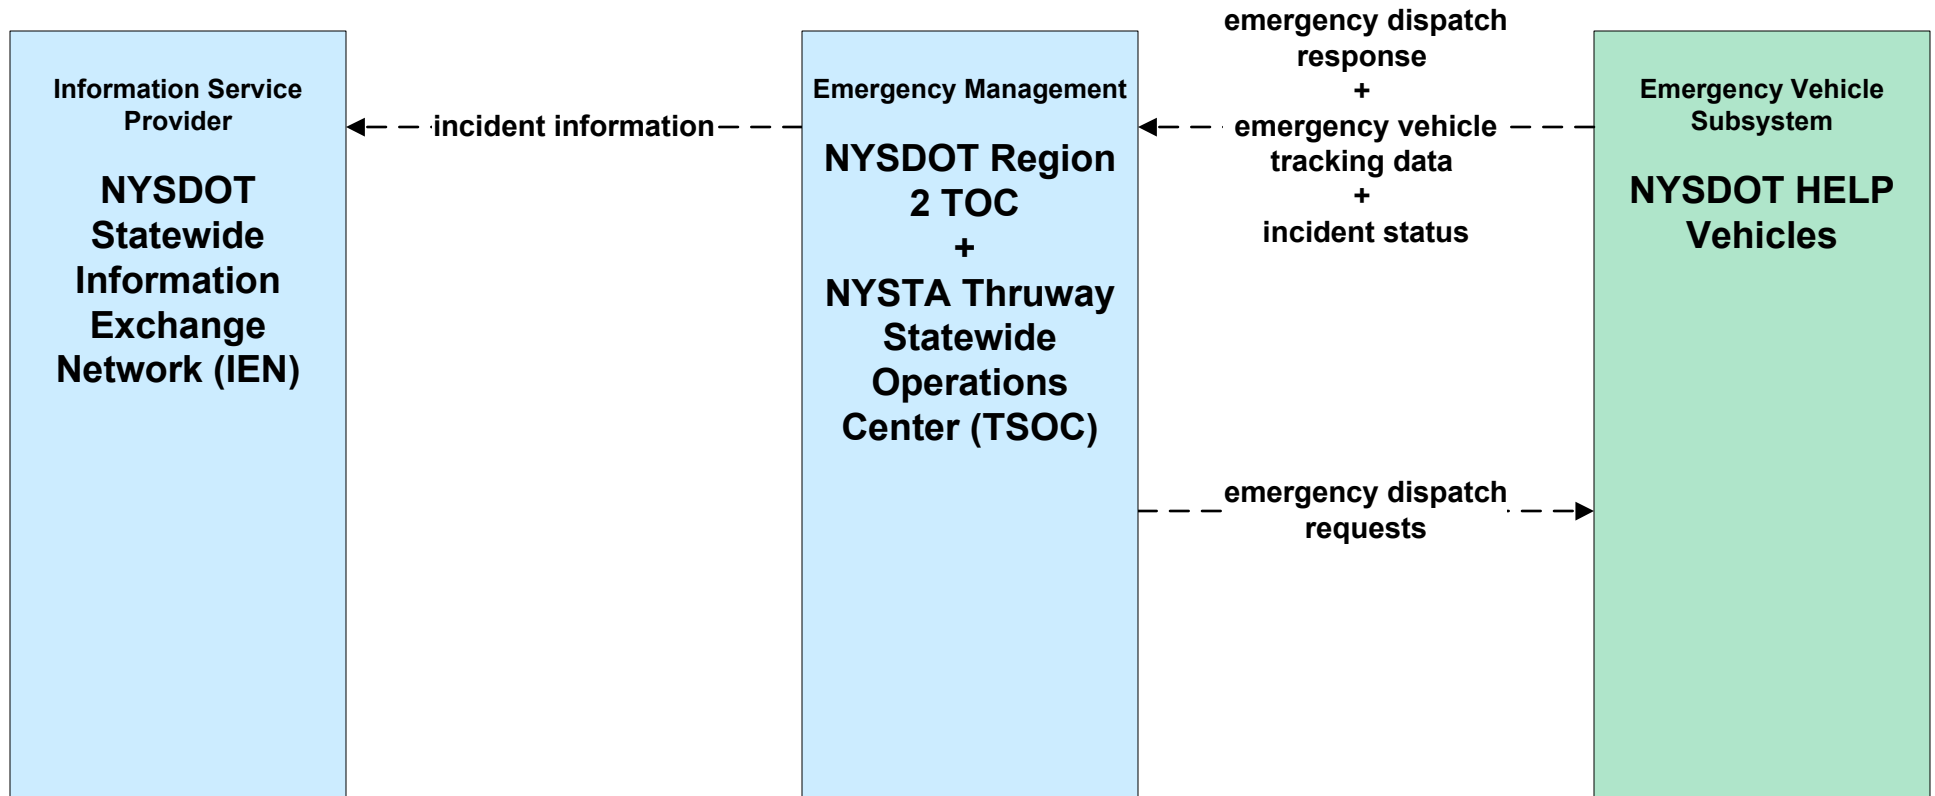 Information Service
Provider
NYSDOT
Statewide
Information
Exchange
Network (IEN)
incident information
Emergency Management
NYSDOT Region
2 TOC
+
NYSTA Thruway
Statewide
Operations
Center (TSOC)
emergency dispatch
response
+
emergency vehicle
tracking data
+
incident status
emergency dispatch
requests
Emergency Vehicle
Subsystem
NYSDOT HELP
Vehicles